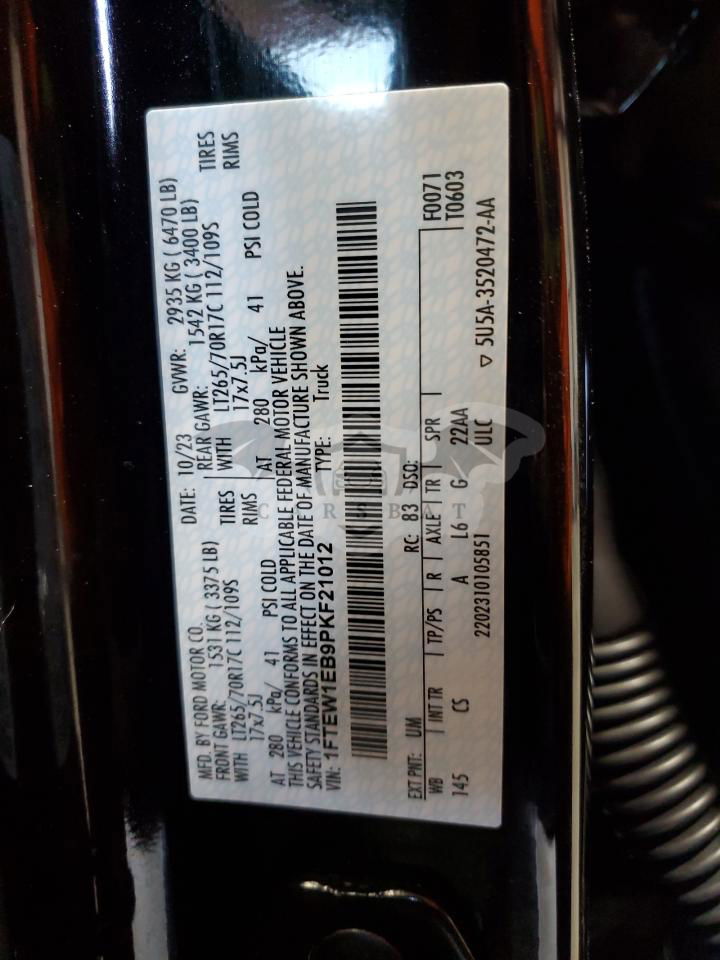 MFD. BY FORD MOTOR CO.
DATE: 10/23
GVWR: 2935 KG ( 6470 LB)
FRONT GAWR: 1531 KG ( 3375 LB)
REAR GAWR: 1542 KG ( 3400 LB)
WITH LT265/70R17C 112/109S TIRES
WITH LT265/70R17C 112/109S TIRES
17x7.5J RIMS
17x7.5J RIMS
AT 280 kPa/ 41 PSI COLD
AT 280 kPa/ 41 PSI COLD
THIS VEHICLE CONFORMS TO ALL APPLICABLE FEDERAL MOTOR VEHICLE
SAFETY STANDARDS IN EFFECT ON THE DATE OF MANUFACTURE SHOWN ABOVE.
VIN: 1FTEW1EB9PKF21012
TYPE: Truck
EXT PNT: UM RC: 83 DSO: F0071
WB INT TR TP/PS R AXLE TR SPR T0603
145 CS A L6 G 22AA
2202310105851 ULC ▽ 5U5A-3520472-AA
CARSBAT